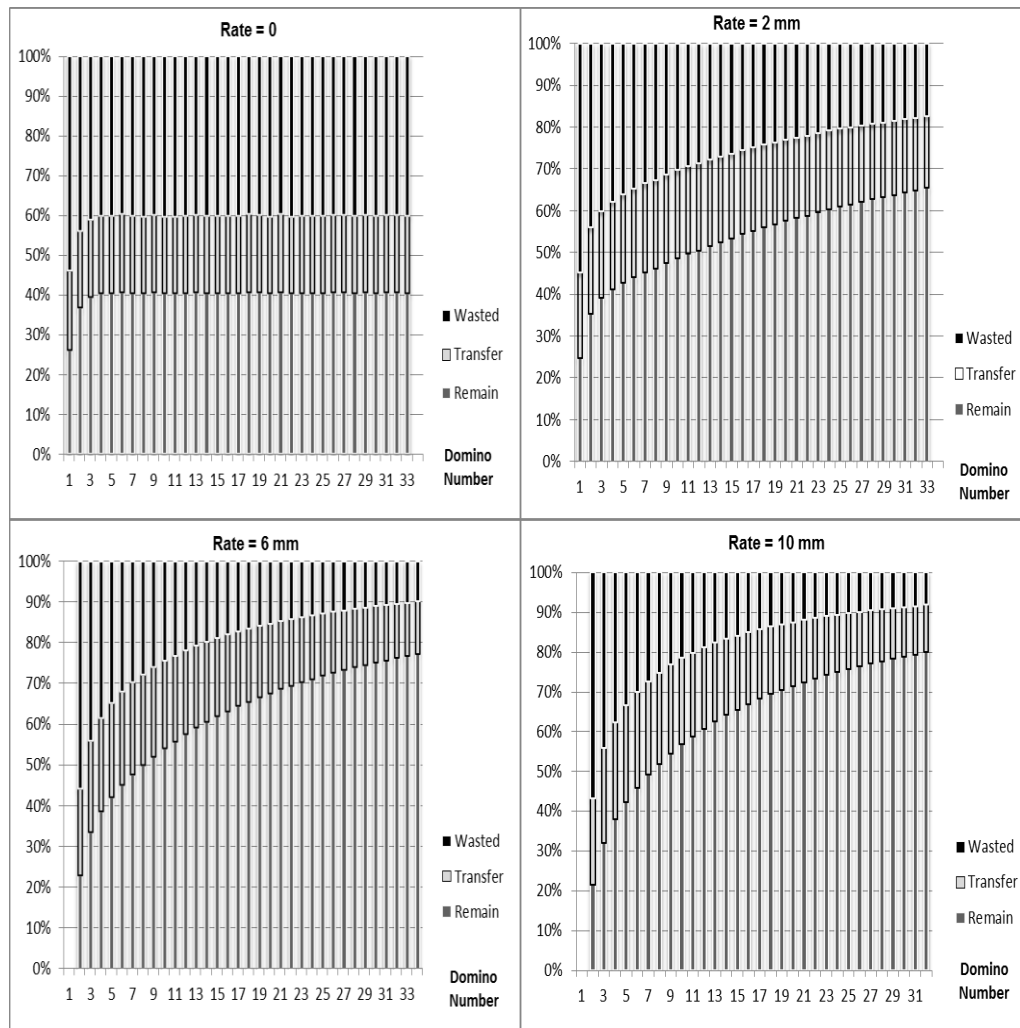 Rate = 0
100%
90%
80%
70%
60%
50%
40%
30%
20%
10%
0%
Wasted
Transfer
Remain
Domino
Number
1 3 5 7 9 11 13 15 17 19 21 23 25 27 29 31 33
Rate = 2 mm
100%
90%
80%
70%
60%
50%
40%
30%
20%
10%
0%
Wasted
Transfer
Remain
Domino
Number
1 3 5 7 9 11 13 15 17 19 21 23 25 27 29 31 33
Rate = 6 mm
100%
90%
80%
70%
60%
50%
40%
30%
20%
10%
0%
Wasted
Transfer
Remain
Domino
Number
1 3 5 7 9 11 13 15 17 19 21 23 25 27 29 31 33
Rate = 10 mm
100%
90%
80%
70%
60%
50%
40%
30%
20%
10%
0%
Wasted
Transfer
Remain
Domino
Number
1 3 5 7 9 11 13 15 17 19 21 23 25 27 29 31